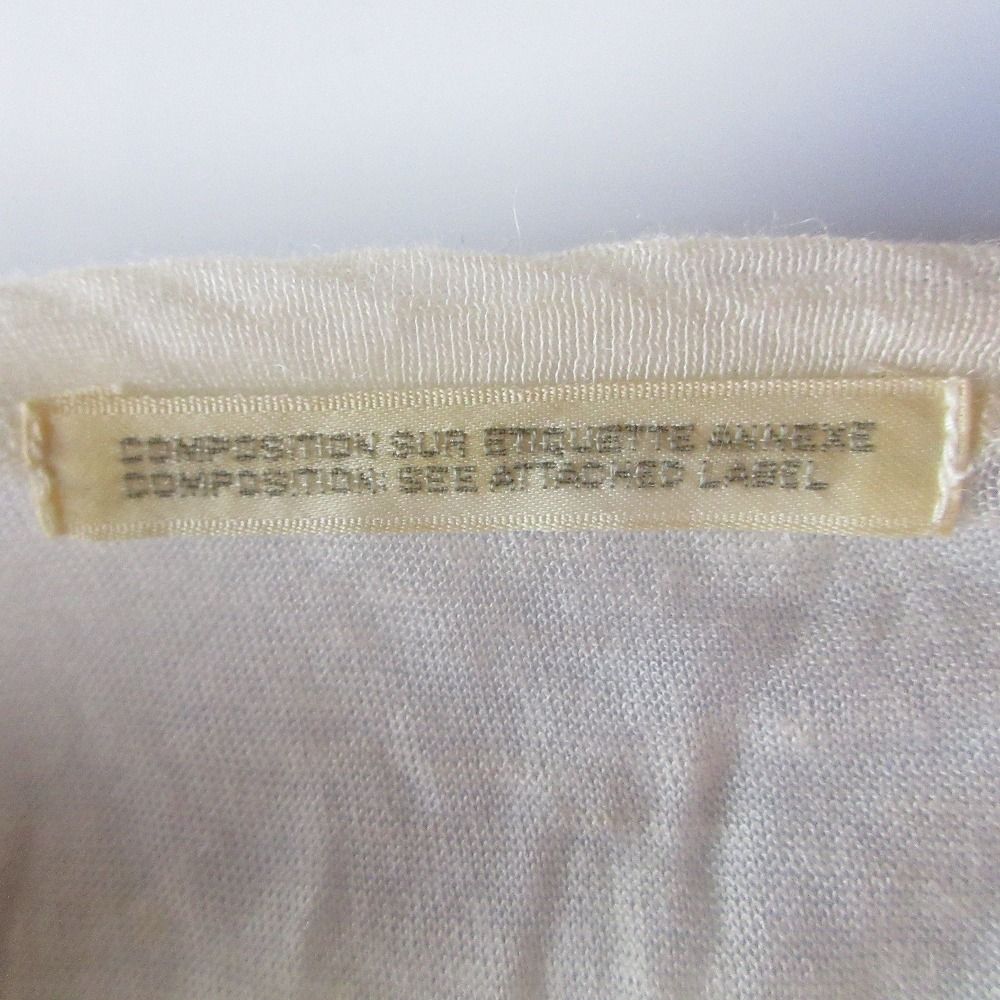 COMPOSITION SUR ETIQUETTE ANNEXE
COMPOSITION: SEE ATTACHED LABEL